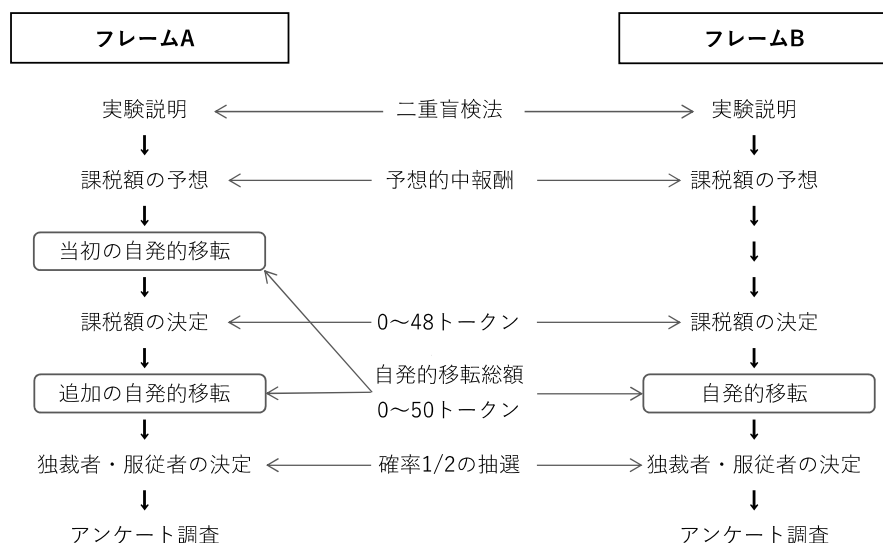 フレームA
フレームB
実験説明
二重盲検法
実験説明
課税額の予想
予想的中報酬
課税額の予想
当初の自発的移転
課税額の決定
0～48トークン
課税額の決定
自発的移転総額
追加の自発的移転
0～50トークン
自発的移転
独裁者・服従者の決定
確率1/2の抽選
独裁者・服従者の決定
アンケート調査
アンケート調査